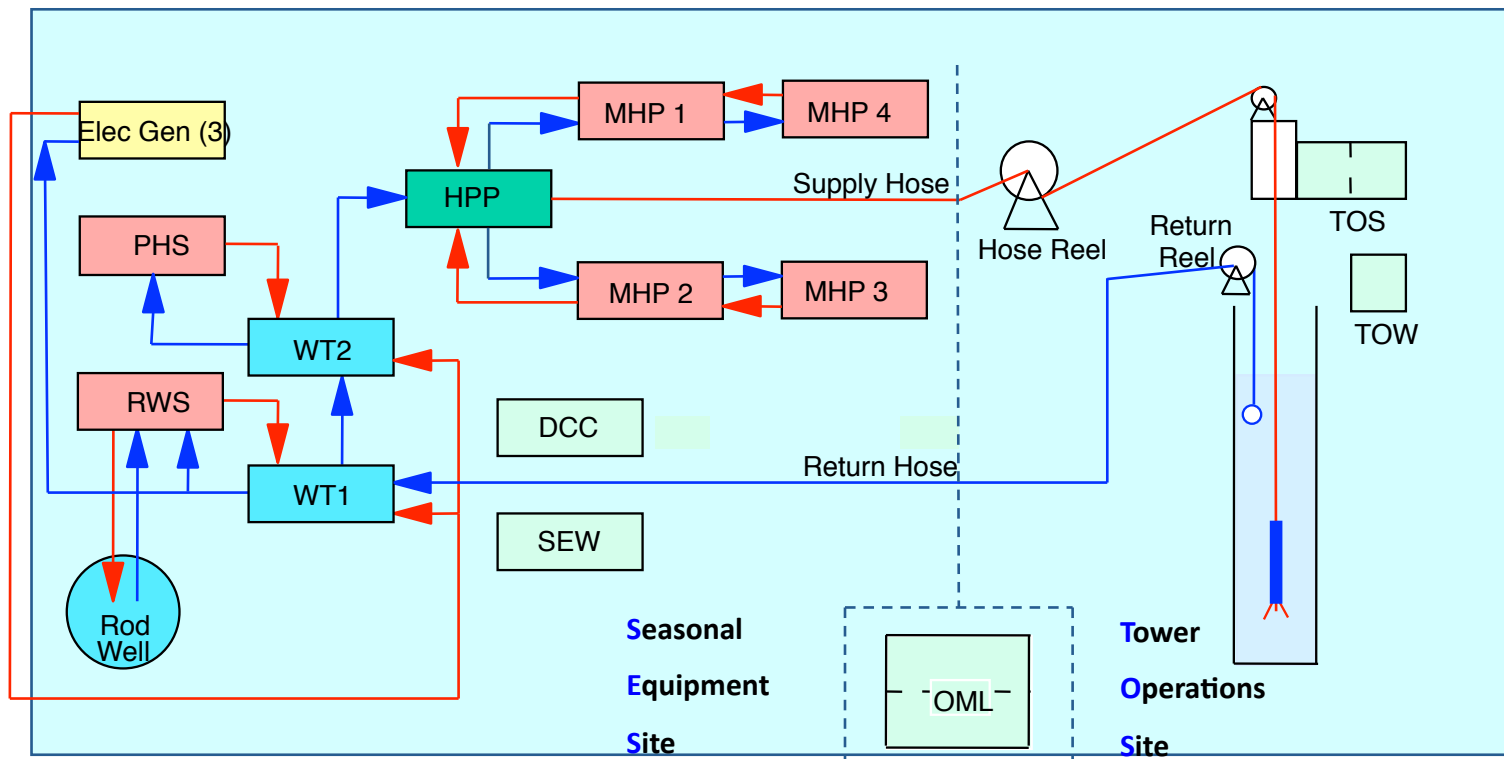 Elec Gen (3)
MHP 1
MHP 4
HPP
Supply Hose
Hose Reel
TOS
Return
Reel
TOW
PHS
MHP 2
MHP 3
WT2
RWS
DCC
Return Hose
WT1
SEW
Rod
Well
Seasonal
Equipment
Site
OML
Tower
Operations
Site